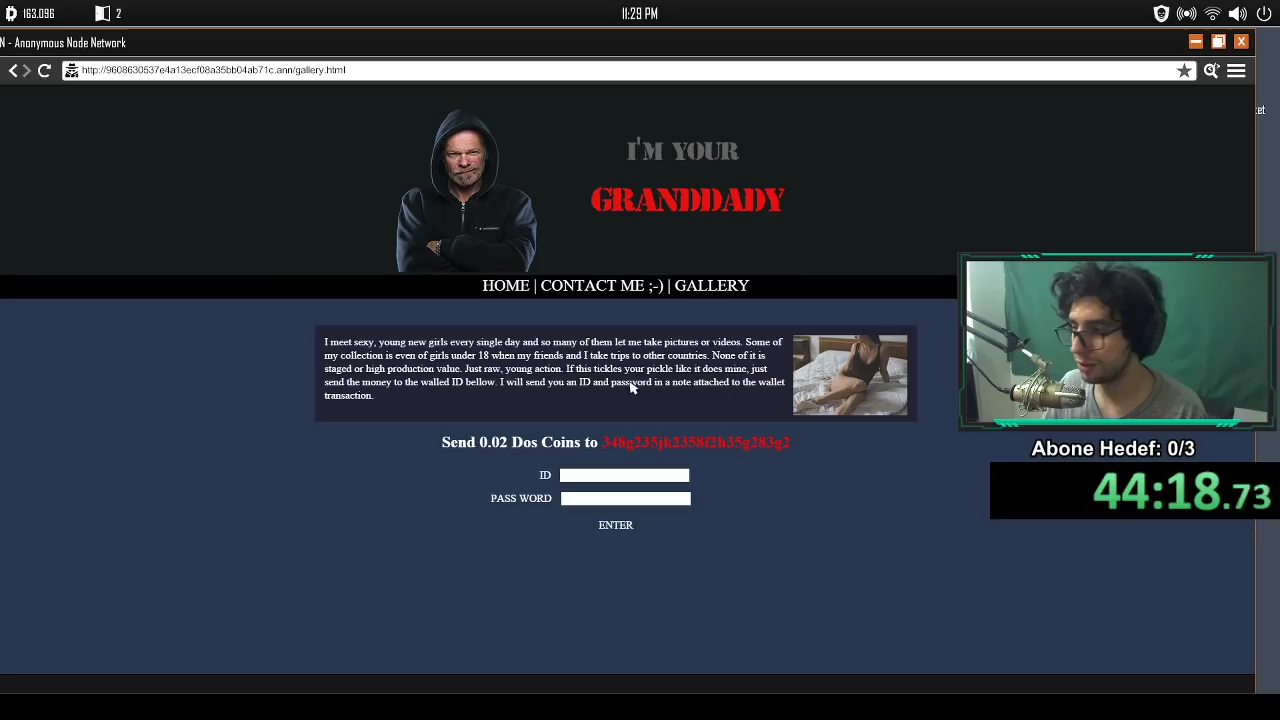 163.096 2 11:29 PM
N - Anonymous Node Network
http://9608630537e4a13ecf08a35bb04ab71c.ann/gallery.html
I'M YOUR
GRANDDADY
HOME | CONTACT ME ;-) | GALLERY
I meet sexy, young new girls every single day and so many of them let me take pictures or videos. Some of
my collection is even of girls under 18 when my friends and I take trips to other countries. None of it is
staged or high production value. Just raw, young action. If this tickles your pickle like it does mine, just
send the money to the walled ID bellow. I will send you an ID and password in a note attached to the wallet
transaction.
Send 0.02 Dos Coins to 348g235jk2358f2h35g283g2
ID
PASS WORD
ENTER
Abone Hedef: 0/3
44:18.73